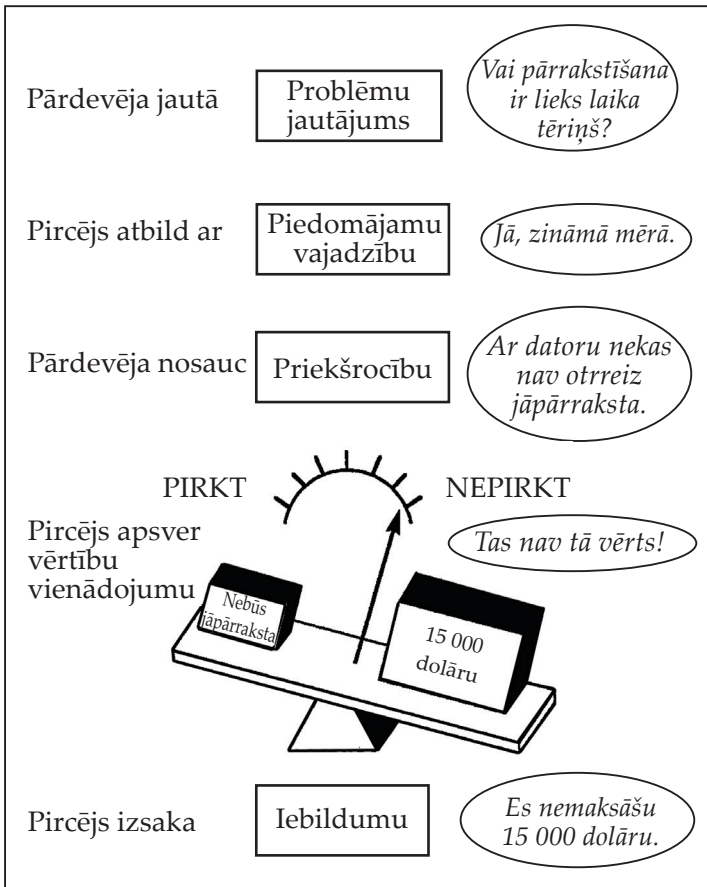 Pārdevēja jautā
Problēmu
jautājums
Vai pārrakstīšana
ir lieks laika
tēriņš?
Pircējs atbild ar
Piedomājamu
vajadzību
Jā, zināmā mērā.
Pārdevēja nosauc
Priekšrocību
Ar datoru nekas
nav otrreiz
jāpārraksta.
PIRKT
NEPIRKT
Pircējs apsver
vērtību
vienādojumu
Tas nav tā vērts!
Nebūs
jāpārraksta
15 000
dolāru
Pircējs izsaka
Iebildumu
Es nemaksāšu
15 000 dolāru.